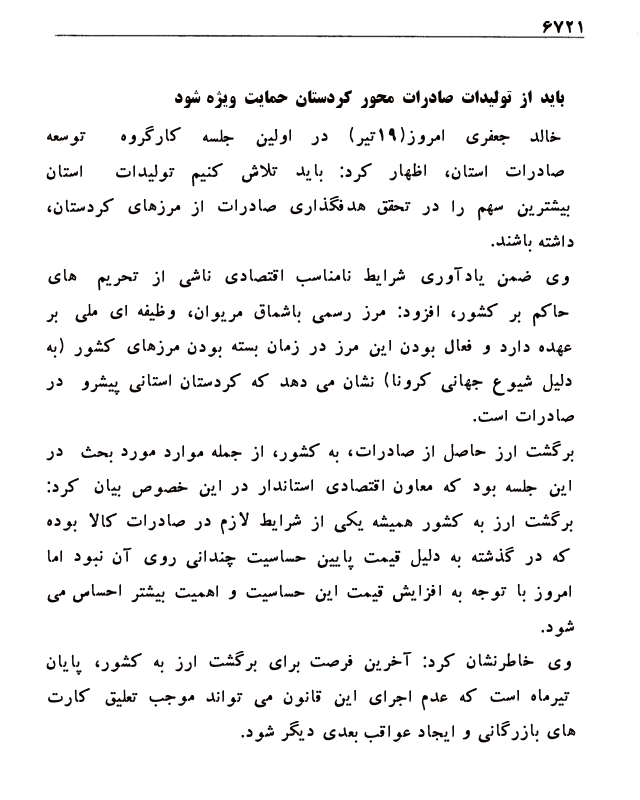 ۶۷۲۱
باید از تولیدات صادرات محور کردستان حمایت ویژه شود
خالد جعفری امروز(۱۹تیر) در اولین جلسه کارگروه توسعه
صادرات استان، اظهار کرد: باید تلاش کنیم تولیدات استان
بیشترین سهم را در تحقق هدفگذاری صادرات از مرزهای کردستان،
داشته باشند.
وی ضمن یادآوری شرایط نامناسب اقتصادی ناشی از تحریم های
حاکم بر کشور، افزود: مرز رسمی باشماق مریوان، وظیفه ای ملی بر
عهده دارد و فعال بودن این مرز در زمان بسته بودن مرزهای کشور (به
دلیل شیوع جهانی کرونا) نشان می دهد که کردستان استانی پیشرو در
صادرات است.
برگشت ارز حاصل از صادرات، به کشور، از جمله موارد مورد بحث در
این جلسه بود که معاون اقتصادی استاندار در این خصوص بیان کرد:
برگشت ارز به کشور همیشه یکی از شرایط لازم در صادرات کالا بوده
که در گذشته به دلیل قیمت پایین حساسیت چندانی روی آن نبود اما
امروز با توجه به افزایش قیمت این حساسیت و اهمیت بیشتر احساس می
شود.
وی خاطرنشان کرد: آخرین فرصت برای برگشت ارز به کشور، پایان
تیرماه است که عدم اجرای این قانون می تواند موجب تعلیق کارت
های بازرگانی و ایجاد عواقب بعدی دیگر شود.